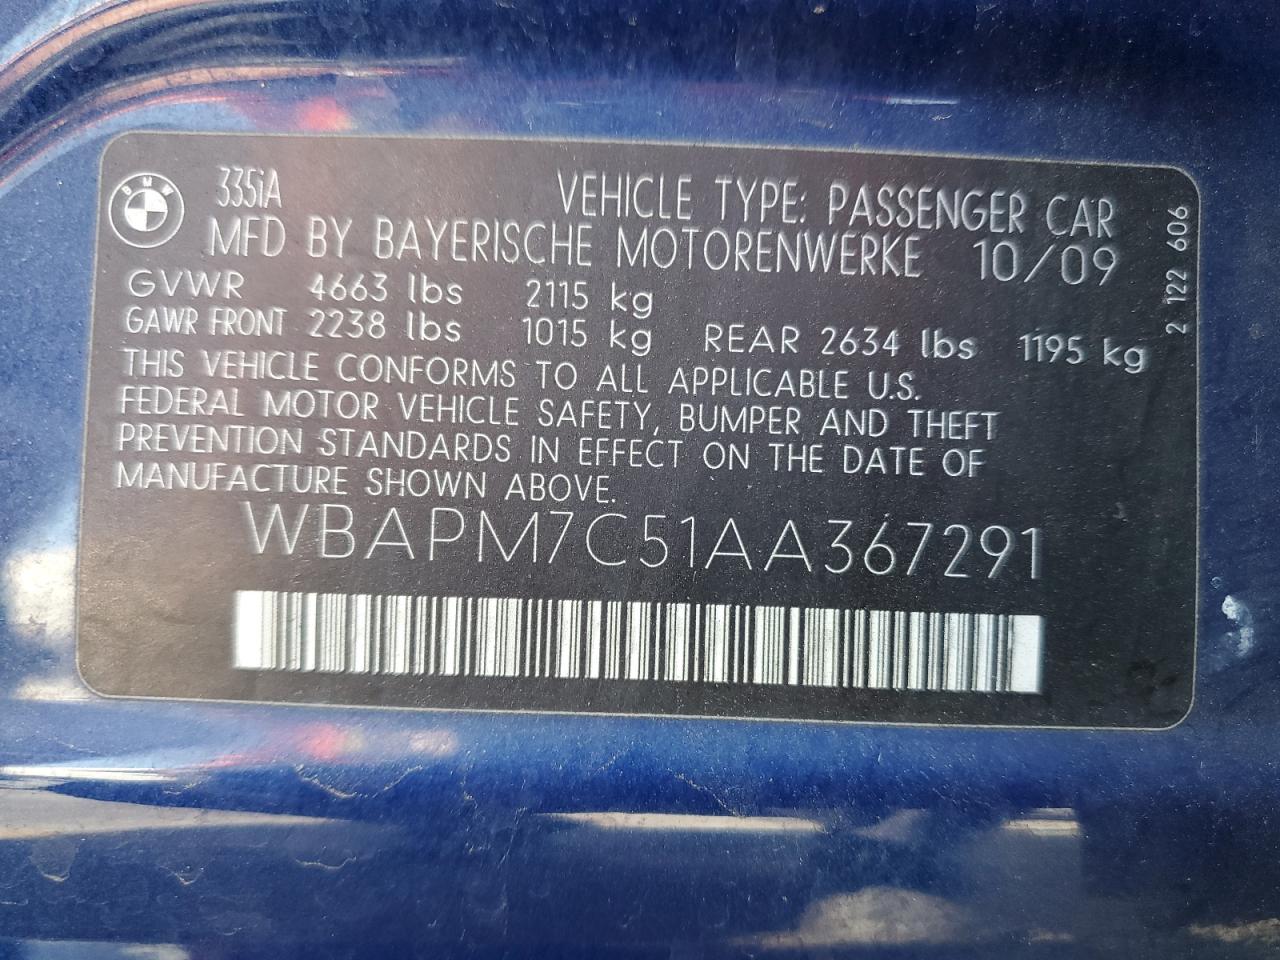 BMW
335iA VEHICLE TYPE: PASSENGER CAR
MFD BY BAYERISCHE MOTORENWERKE 10/09
GVWR 4663 lbs 2115 kg
GAWR FRONT 2238 lbs 1015 kg REAR 2634 lbs 1195 kg
THIS VEHICLE CONFORMS TO ALL APPLICABLE U.S.
FEDERAL MOTOR VEHICLE SAFETY, BUMPER AND THEFT
PREVENTION STANDARDS IN EFFECT ON THE DATE OF
MANUFACTURE SHOWN ABOVE.
WBAPM7C51AA367291
2 122 606